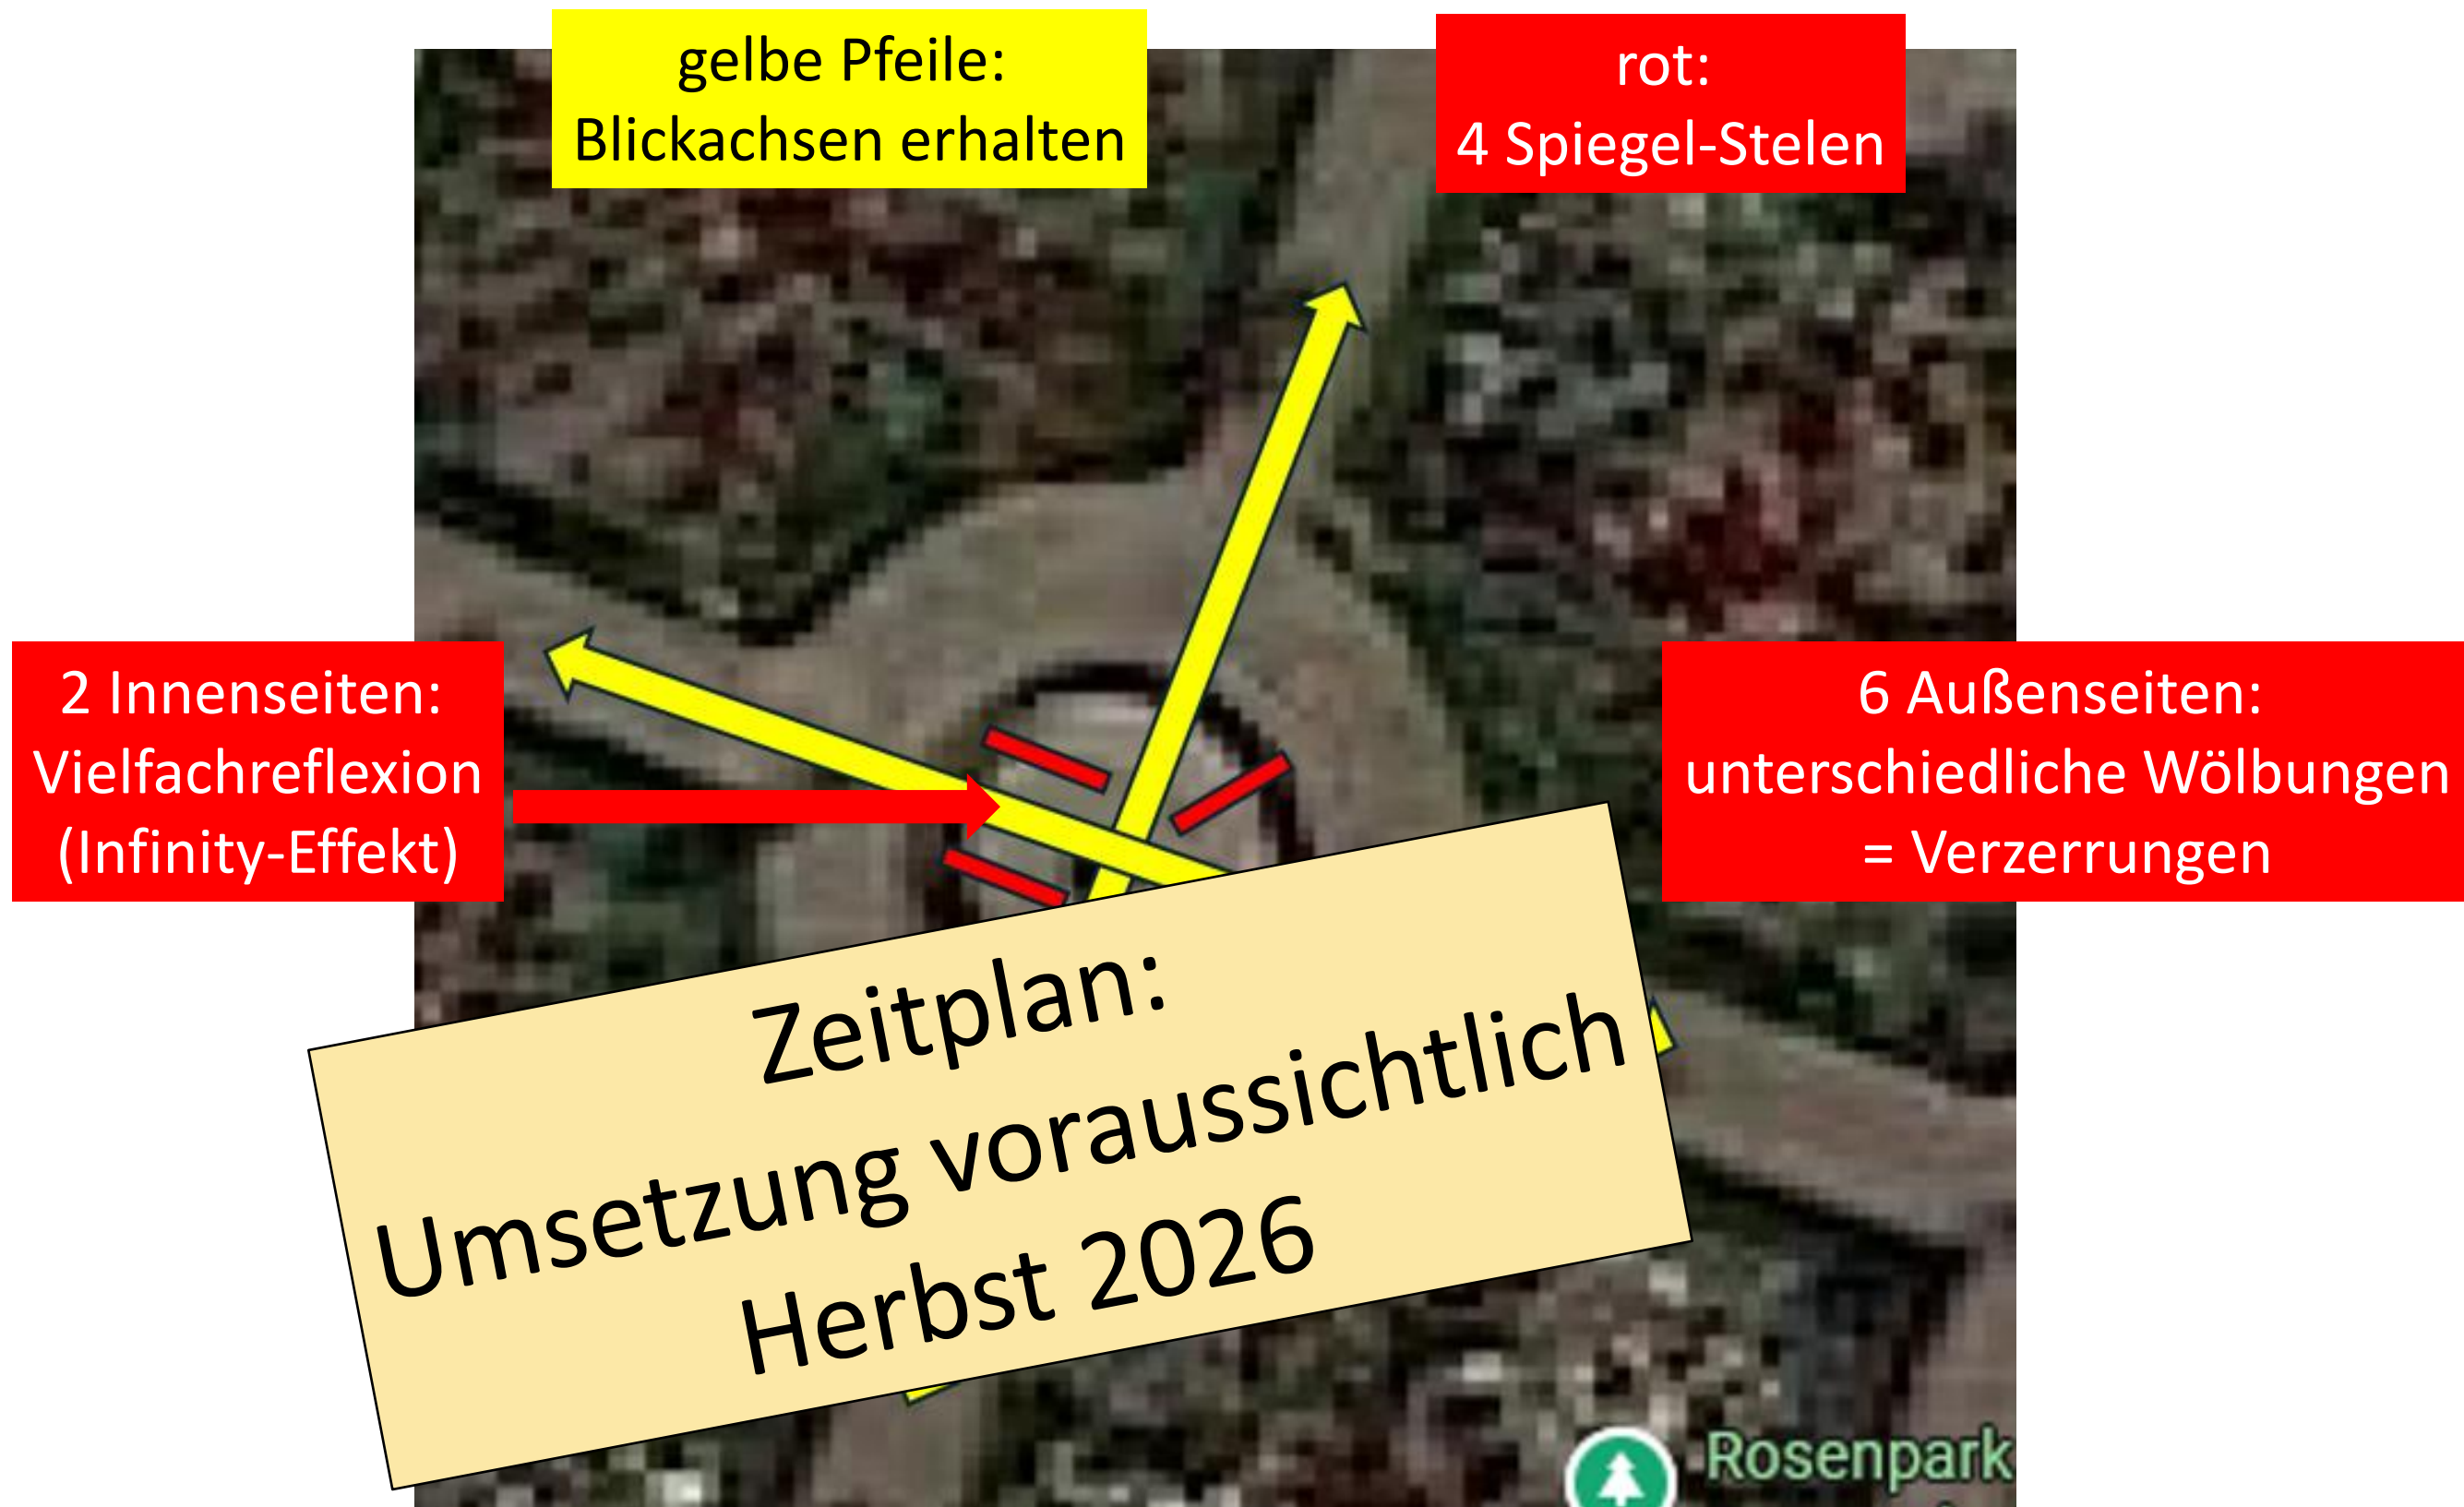 gelbe Pfeile:
Blickachsen erhalten
rot:
4 Spiegel-Stelen
2 Innenseiten:
Vielfachreflexion
(Infinity-Effekt)
6 Außenseiten:
unterschiedliche Wölbungen
= Verzerrungen
Zeitplan:
Umsetzung voraussichtlich
Herbst 2026
Rosenpark